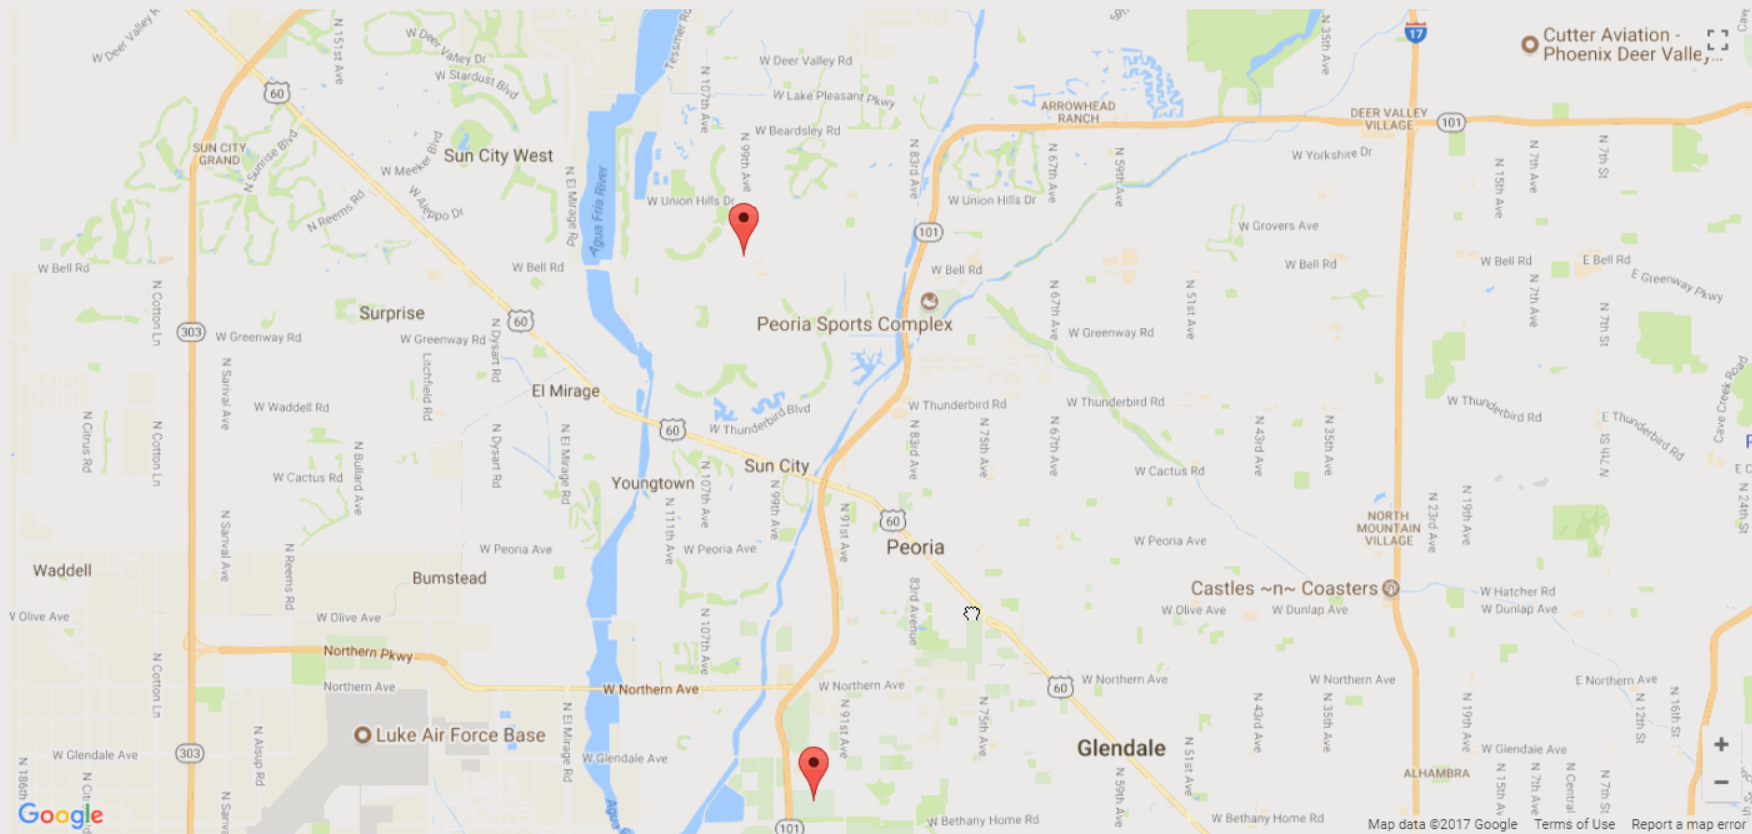 W Deer Valley R
N 151st Ave
W Deer Valley Dr
W Stardust Blvd
60
Tessmer Rd
N 107th Ave
W Deer Valley Rd
W Lake Pleasant Pkwy
W Beardsley Rd
59th
N 35th Ave
17
Cutter Aviation -
Phoenix Deer Valle
ARROWHEAD
RANCH
DEER VALLEY
VILLAGE
101
SUN CITY
GRAND
N Sunrise Blvd
Sun City West
W Meeker Blvd
W Aleppo Dr
N Reems Rd
N El Mirage Rd
Agua Fria River
N 99th Ave
W Union Hills Dr
N 83rd Ave
101
W Union Hills Dr
N 67th Ave
N 59th Ave
W Yorkshire Dr
N 15th Ave
N 7th Ave
N 7th St
W Grovers Ave
W Bell Rd
W Bell Rd
W Bell Rd
W Bell Rd
W Bell Rd
E Bell Rd
E Greenway Pkwy
N Cotton Ln
303
Surprise
60
W Greenway Rd
W Greenway Rd
N Dysart Rd
Peoria Sports Complex
N 67th Ave
W Greenway Rd
N 51st Ave
N 7th Ave
N 7th St
N Sarival Ave
Litchfield Rd
El Mirage
W Waddell Rd
W Thunderbird Blvd
W Thunderbird Rd
W Thunderbird Rd
W Thunderbird Rd
E Thunderbird Rd
Cave Creek Road
N Citrus Rd
N Cotton Ln
N Bullard Ave
N Dysart Rd
N El Mirage Rd
60
Sun City
N 83rd Ave
N 75th Ave
N 67th Ave
N 43rd Ave
N 35th Ave
N 7th St
W Cactus Rd
Youngtown
N 107th Ave
N 111th Ave
N 99th Ave
N 91st Ave
W Cactus Rd
N 23rd Ave
N 19th Ave
N 24th St
N Sarival Ave
N Reems Rd
60
NORTH
MOUNTAIN
VILLAGE
W Peoria Ave
W Peoria Ave
Peoria
W Peoria Ave
Waddell
Bumstead
83rd Avenue
Castles ~n~ Coasters
W Hatcher Rd
W Olive Ave
W Olive Ave
N 107th Ave
W Olive Ave
W Dunlap Ave
W Dunlap Ave
Northern Pkwy
N Cotton Ln
Northern Ave
W Northern Ave
W Northern Ave
60
W Northern Ave
W Northern Ave
E Northern Ave
N 12th St
N 16th St
N El Mirage Rd
N 91st Ave
N 75th Ave
N 43rd Ave
N 35th Ave
N 19th Ave
Luke Air Force Base
N Alsup Rd
W Glendale Ave
303
W Glendale Ave
Glendale
N 51st Ave
W Glendale Ave
ALHAMBRA
N 186th
N Cit
N Sariva
Agua
N 59th Ave
N 15th Ave
N 7th Ave
N Central
N 7th St
Google
101
W Bethany Home Rd
W Bethany Home Rd
Map data ©2017 Google
Terms of Use
Report a map error